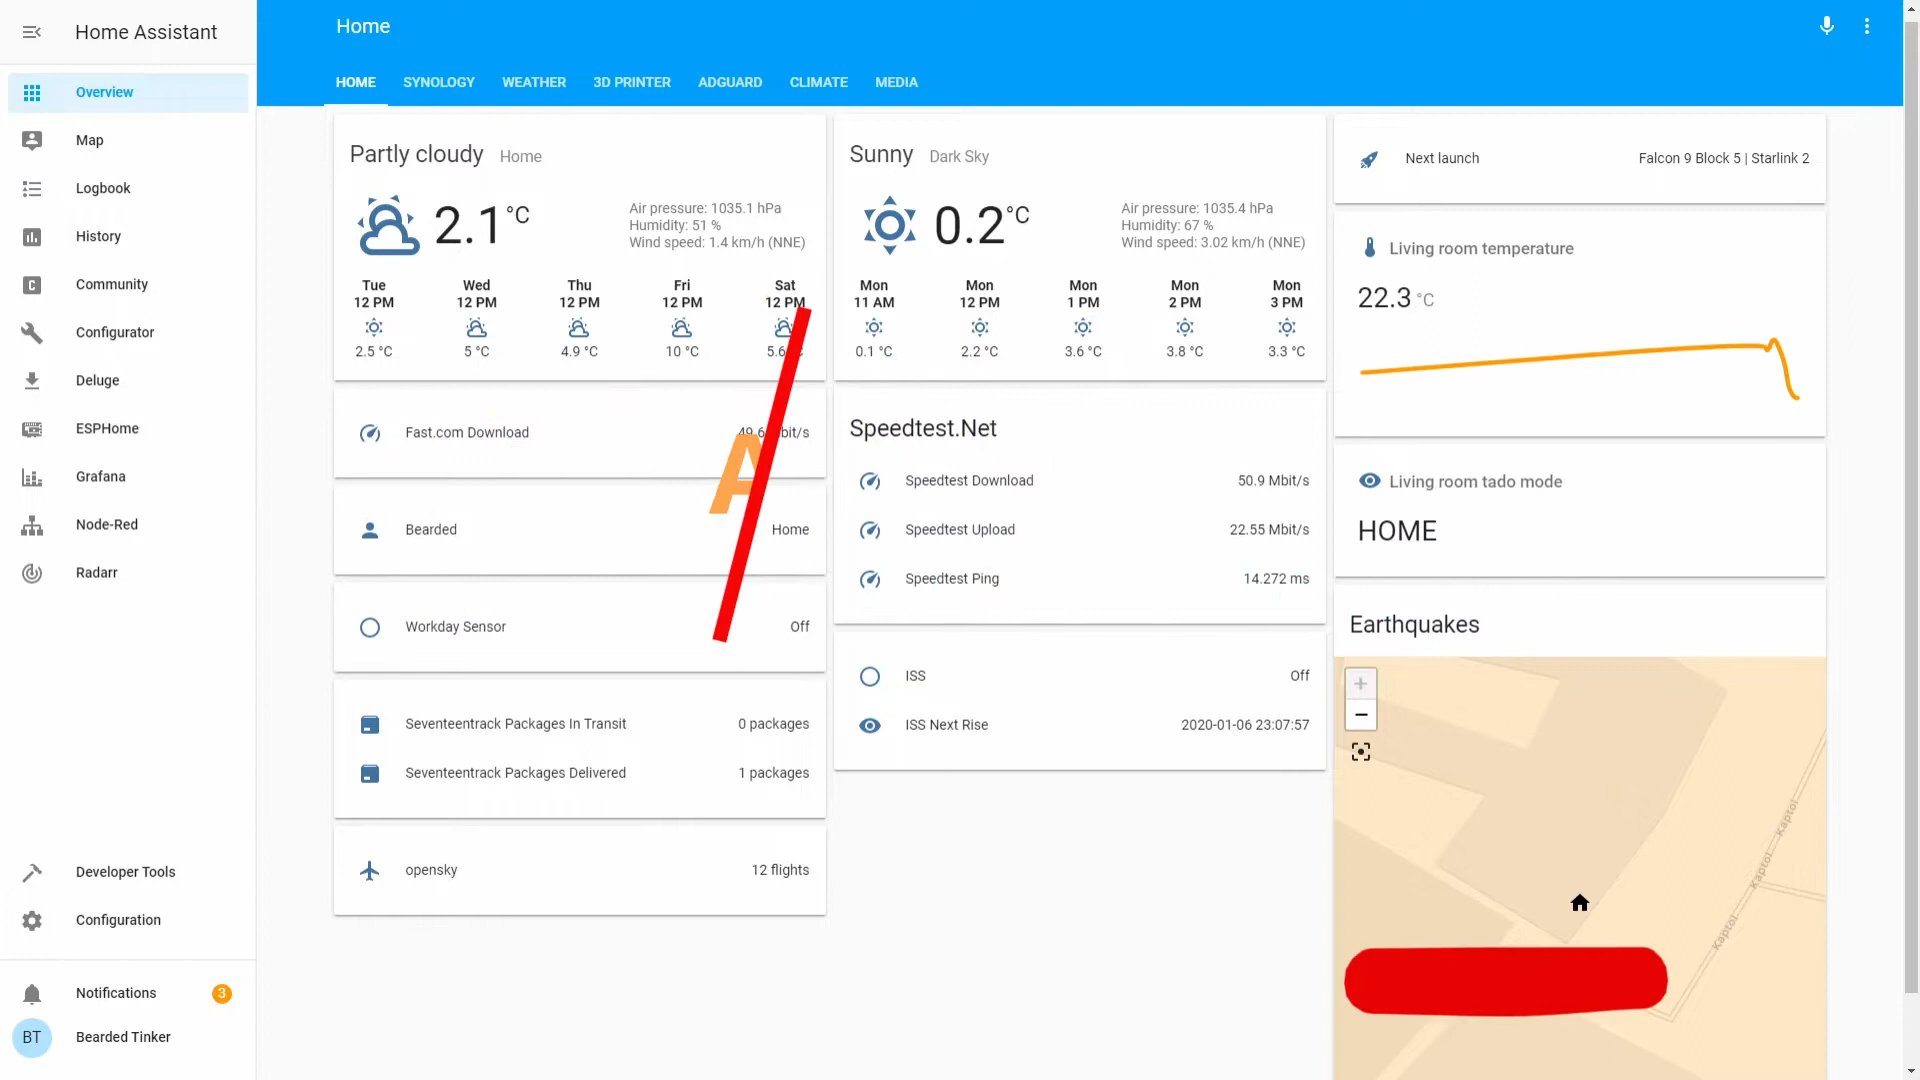 Home Assistant
Overview
Map
Logbook
History
Community
Configurator
Deluge
ESPHome
Grafana
Node-Red
Radarr
Developer Tools
Configuration
Notifications 3
BT Bearded Tinker
Home
HOME SYNOLOGY WEATHER 3D PRINTER ADGUARD CLIMATE MEDIA
Partly cloudy Home
2.1 °C
Air pressure: 1035.1 hPa
Humidity: 51 %
Wind speed: 1.4 km/h (NNE)
Tue Wed Thu Fri Sat
12 PM 12 PM 12 PM 12 PM 12 PM
2.5 °C 5 °C 4.9 °C 10 °C
Fast.com Download
A
Bearded Home
Workday Sensor Off
Seventeentrack Packages In Transit 0 packages
Seventeentrack Packages Delivered 1 packages
opensky 12 flights
Sunny Dark Sky
0.2 °C
Air pressure: 1035.4 hPa
Humidity: 67 %
Wind speed: 3.02 km/h (NNE)
Mon Mon Mon Mon Mon
11 AM 12 PM 1 PM 2 PM 3 PM
0.1 °C 2.2 °C 3.6 °C 3.8 °C 3.3 °C
Speedtest.Net
Speedtest Download 50.9 Mbit/s
Speedtest Upload 22.55 Mbit/s
Speedtest Ping 14.272 ms
ISS Off
ISS Next Rise 2020-01-06 23:07:57
Next launch Falcon 9 Block 5 | Starlink 2
Living room temperature
22.3 °C
Living room tado mode
HOME
Earthquakes
+
−
Kaptol
Kaptol
Kaptol